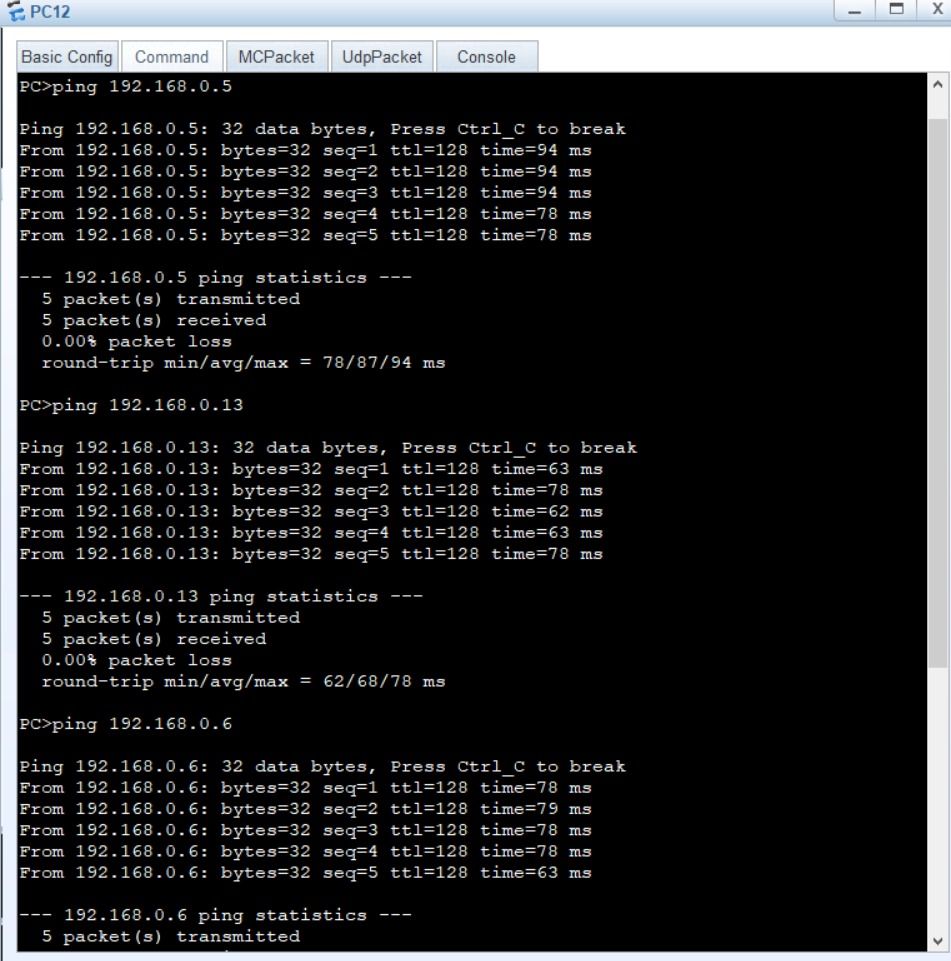 PC12
Basic Config Command MCPacket UdpPacket Console
PC>ping 192.168.0.5
Ping 192.168.0.5: 32 data bytes, Press Ctrl_C to break
From 192.168.0.5: bytes=32 seq=1 ttl=128 time=94 ms
From 192.168.0.5: bytes=32 seq=2 ttl=128 time=94 ms
From 192.168.0.5: bytes=32 seq=3 ttl=128 time=94 ms
From 192.168.0.5: bytes=32 seq=4 ttl=128 time=78 ms
From 192.168.0.5: bytes=32 seq=5 ttl=128 time=78 ms
--- 192.168.0.5 ping statistics ---
5 packet(s) transmitted
5 packet(s) received
0.00% packet loss
round-trip min/avg/max = 78/87/94 ms
PC>ping 192.168.0.13
Ping 192.168.0.13: 32 data bytes, Press Ctrl_C to break
From 192.168.0.13: bytes=32 seq=1 ttl=128 time=63 ms
From 192.168.0.13: bytes=32 seq=2 ttl=128 time=78 ms
From 192.168.0.13: bytes=32 seq=3 ttl=128 time=62 ms
From 192.168.0.13: bytes=32 seq=4 ttl=128 time=63 ms
From 192.168.0.13: bytes=32 seq=5 ttl=128 time=78 ms
--- 192.168.0.13 ping statistics ---
5 packet(s) transmitted
5 packet(s) received
0.00% packet loss
round-trip min/avg/max = 62/68/78 ms
PC>ping 192.168.0.6
Ping 192.168.0.6: 32 data bytes, Press Ctrl_C to break
From 192.168.0.6: bytes=32 seq=1 ttl=128 time=78 ms
From 192.168.0.6: bytes=32 seq=2 ttl=128 time=79 ms
From 192.168.0.6: bytes=32 seq=3 ttl=128 time=78 ms
From 192.168.0.6: bytes=32 seq=4 ttl=128 time=78 ms
From 192.168.0.6: bytes=32 seq=5 ttl=128 time=63 ms
--- 192.168.0.6 ping statistics ---
5 packet(s) transmitted